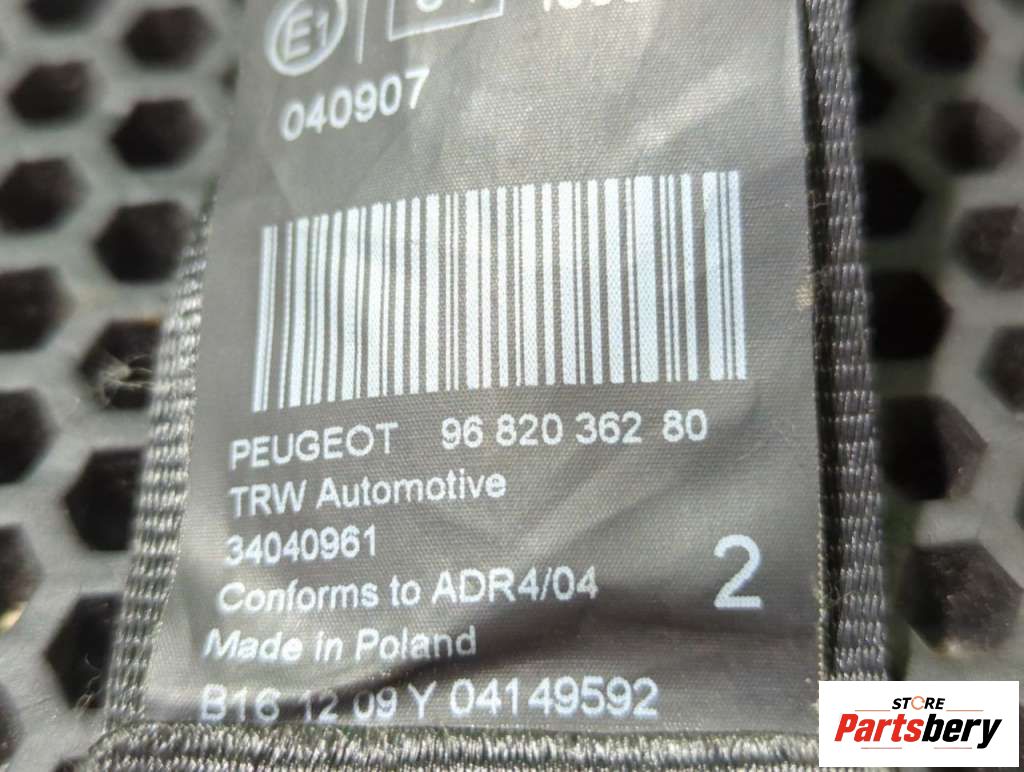 E1
040907
PEUGEOT 96 820 362 80
TRW Automotive
34040961
Conforms to ADR4/04
2
Made in Poland
B16 12 09 Y 04149592
STORE
Partsbery